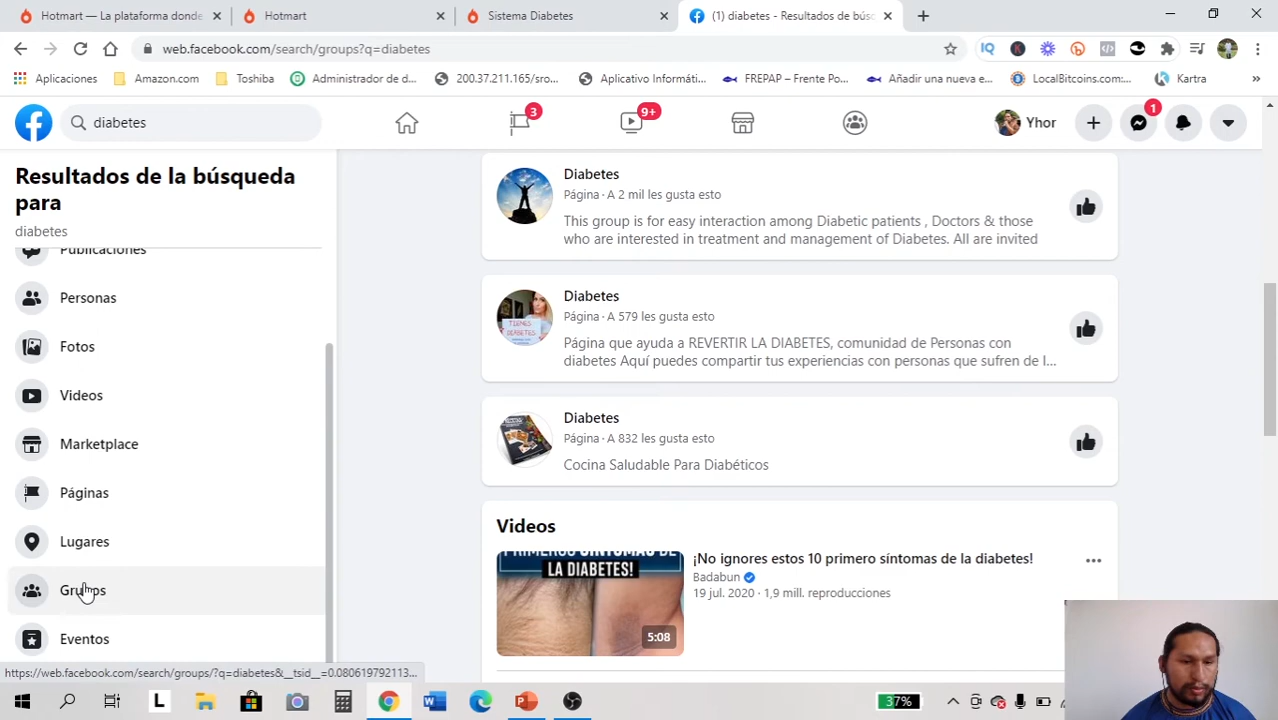 Hotmart — La plataforma donde
Hotmart
Sistema Diabetes
(1) diabetes - Resultados de bús
web.facebook.com/search/groups?q=diabetes
Aplicaciones
Amazon.com
Toshiba
Administrador de d...
200.37.211.165/sro...
Aplicativo Informáti...
FREPAP – Frente Po...
Añadir una nueva e...
LocalBitcoins.com:...
Kartra
»
diabetes
3
9+
Yhor
1
Resultados de la búsqueda
para
diabetes
Publicaciones
Personas
Fotos
Videos
Marketplace
Páginas
Lugares
Grupos
Eventos
Diabetes
Página · A 2 mil les gusta esto
This group is for easy interaction among Diabetic patients , Doctors & those
who are interested in treatment and management of Diabetes. All are invited
Diabetes
Página · A 579 les gusta esto
Página que ayuda a REVERTIR LA DIABETES, comunidad de Personas con
diabetes Aquí puedes compartir tus experiencias con personas que sufren de l...
Diabetes
Página · A 832 les gusta esto
Cocina Saludable Para Diabéticos
Videos
LA DIABETES!
5:08
¡No ignores estos 10 primero síntomas de la diabetes!
Badabun
19 jul. 2020 · 1,9 mill. reproducciones
https://web.facebook.com/search/groups/?q=diabetes&__tsid__=0.080619792113...
L
37%